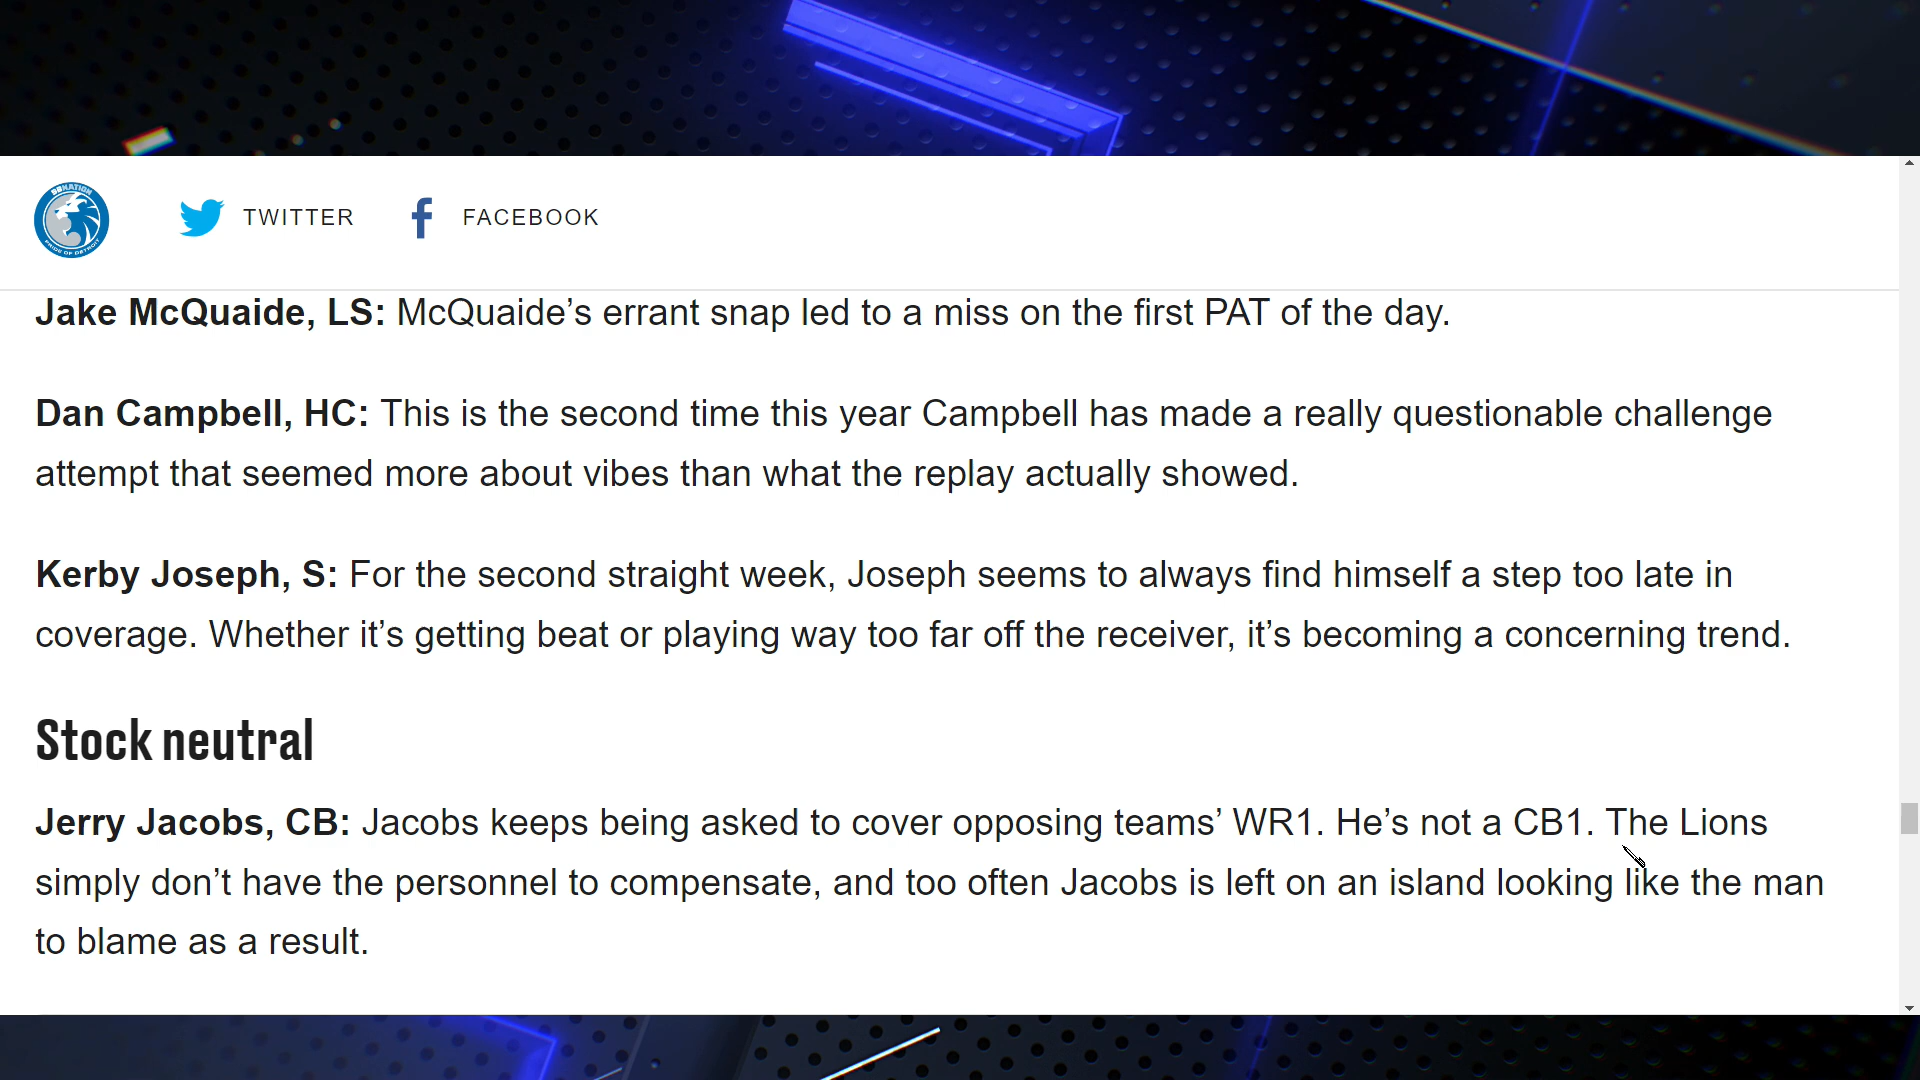 SBNATION
PRIDE OF DETROIT
TWITTER
FACEBOOK
Jake McQuaide, LS: McQuaide’s errant snap led to a miss on the first PAT of the day.
Dan Campbell, HC: This is the second time this year Campbell has made a really questionable challenge
attempt that seemed more about vibes than what the replay actually showed.
Kerby Joseph, S: For the second straight week, Joseph seems to always find himself a step too late in
coverage. Whether it’s getting beat or playing way too far off the receiver, it’s becoming a concerning trend.
Stock neutral
Jerry Jacobs, CB: Jacobs keeps being asked to cover opposing teams’ WR1. He’s not a CB1. The Lions
simply don’t have the personnel to compensate, and too often Jacobs is left on an island looking like the man
to blame as a result.